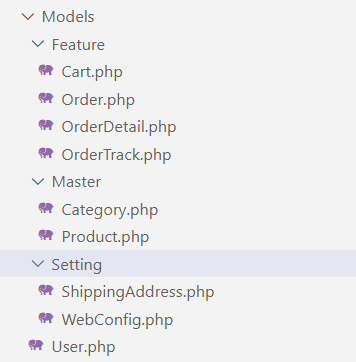 Models
Feature
Cart.php
Order.php
OrderDetail.php
OrderTrack.php
Master
Category.php
Product.php
Setting
ShippingAddress.php
WebConfig.php
User.php